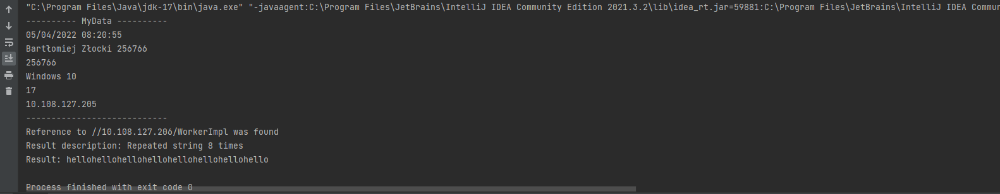 "C:\Program Files\Java\jdk-17\bin\java.exe" "-javaagent:C:\Program Files\JetBrains\IntelliJ IDEA Community Edition 2021.3.2\lib\idea_rt.jar=59881:C:\Program Files\JetBrains\IntelliJ IDEA Commun
---------- MyData ----------
05/04/2022 08:20:55
Bartłomiej Złocki 256766
256766
Windows 10
17
10.108.127.205
----------------------------
Reference to //10.108.127.206/WorkerImpl was found
Result description: Repeated string 8 times
Result: hellohellohellohellohellohellohellohello
Process finished with exit code 0